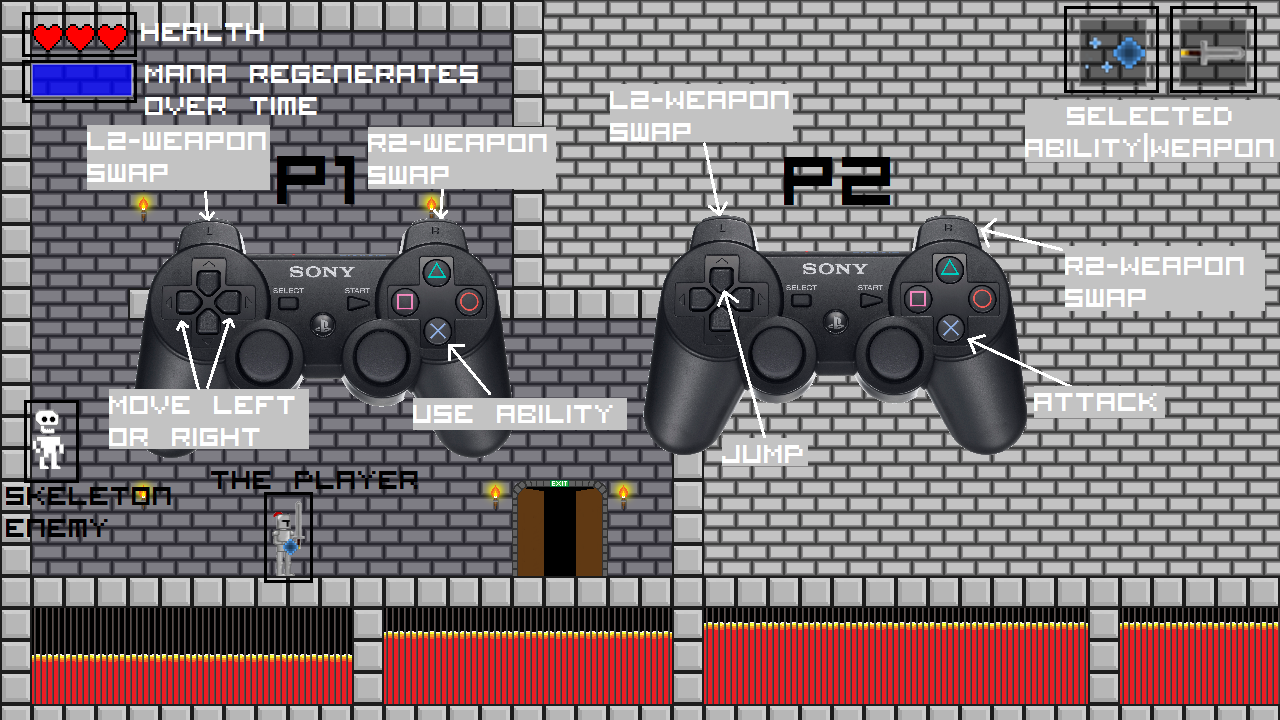 HEALTH
MANA REGENERATES
OVER TIME
SELECTED
ABILITY|WEAPON
L2-WEAPON
SWAP
P1
R2-WEAPON
SWAP
L2-WEAPON
SWAP
P2
R2-WEAPON
SWAP
L
R
SONY
SELECT
START
L
R
SONY
SELECT
START
MOVE LEFT
OR RIGHT
USE ABILITY
ATTACK
JUMP
SKELETON
ENEMY
THE PLAYER
EXIT